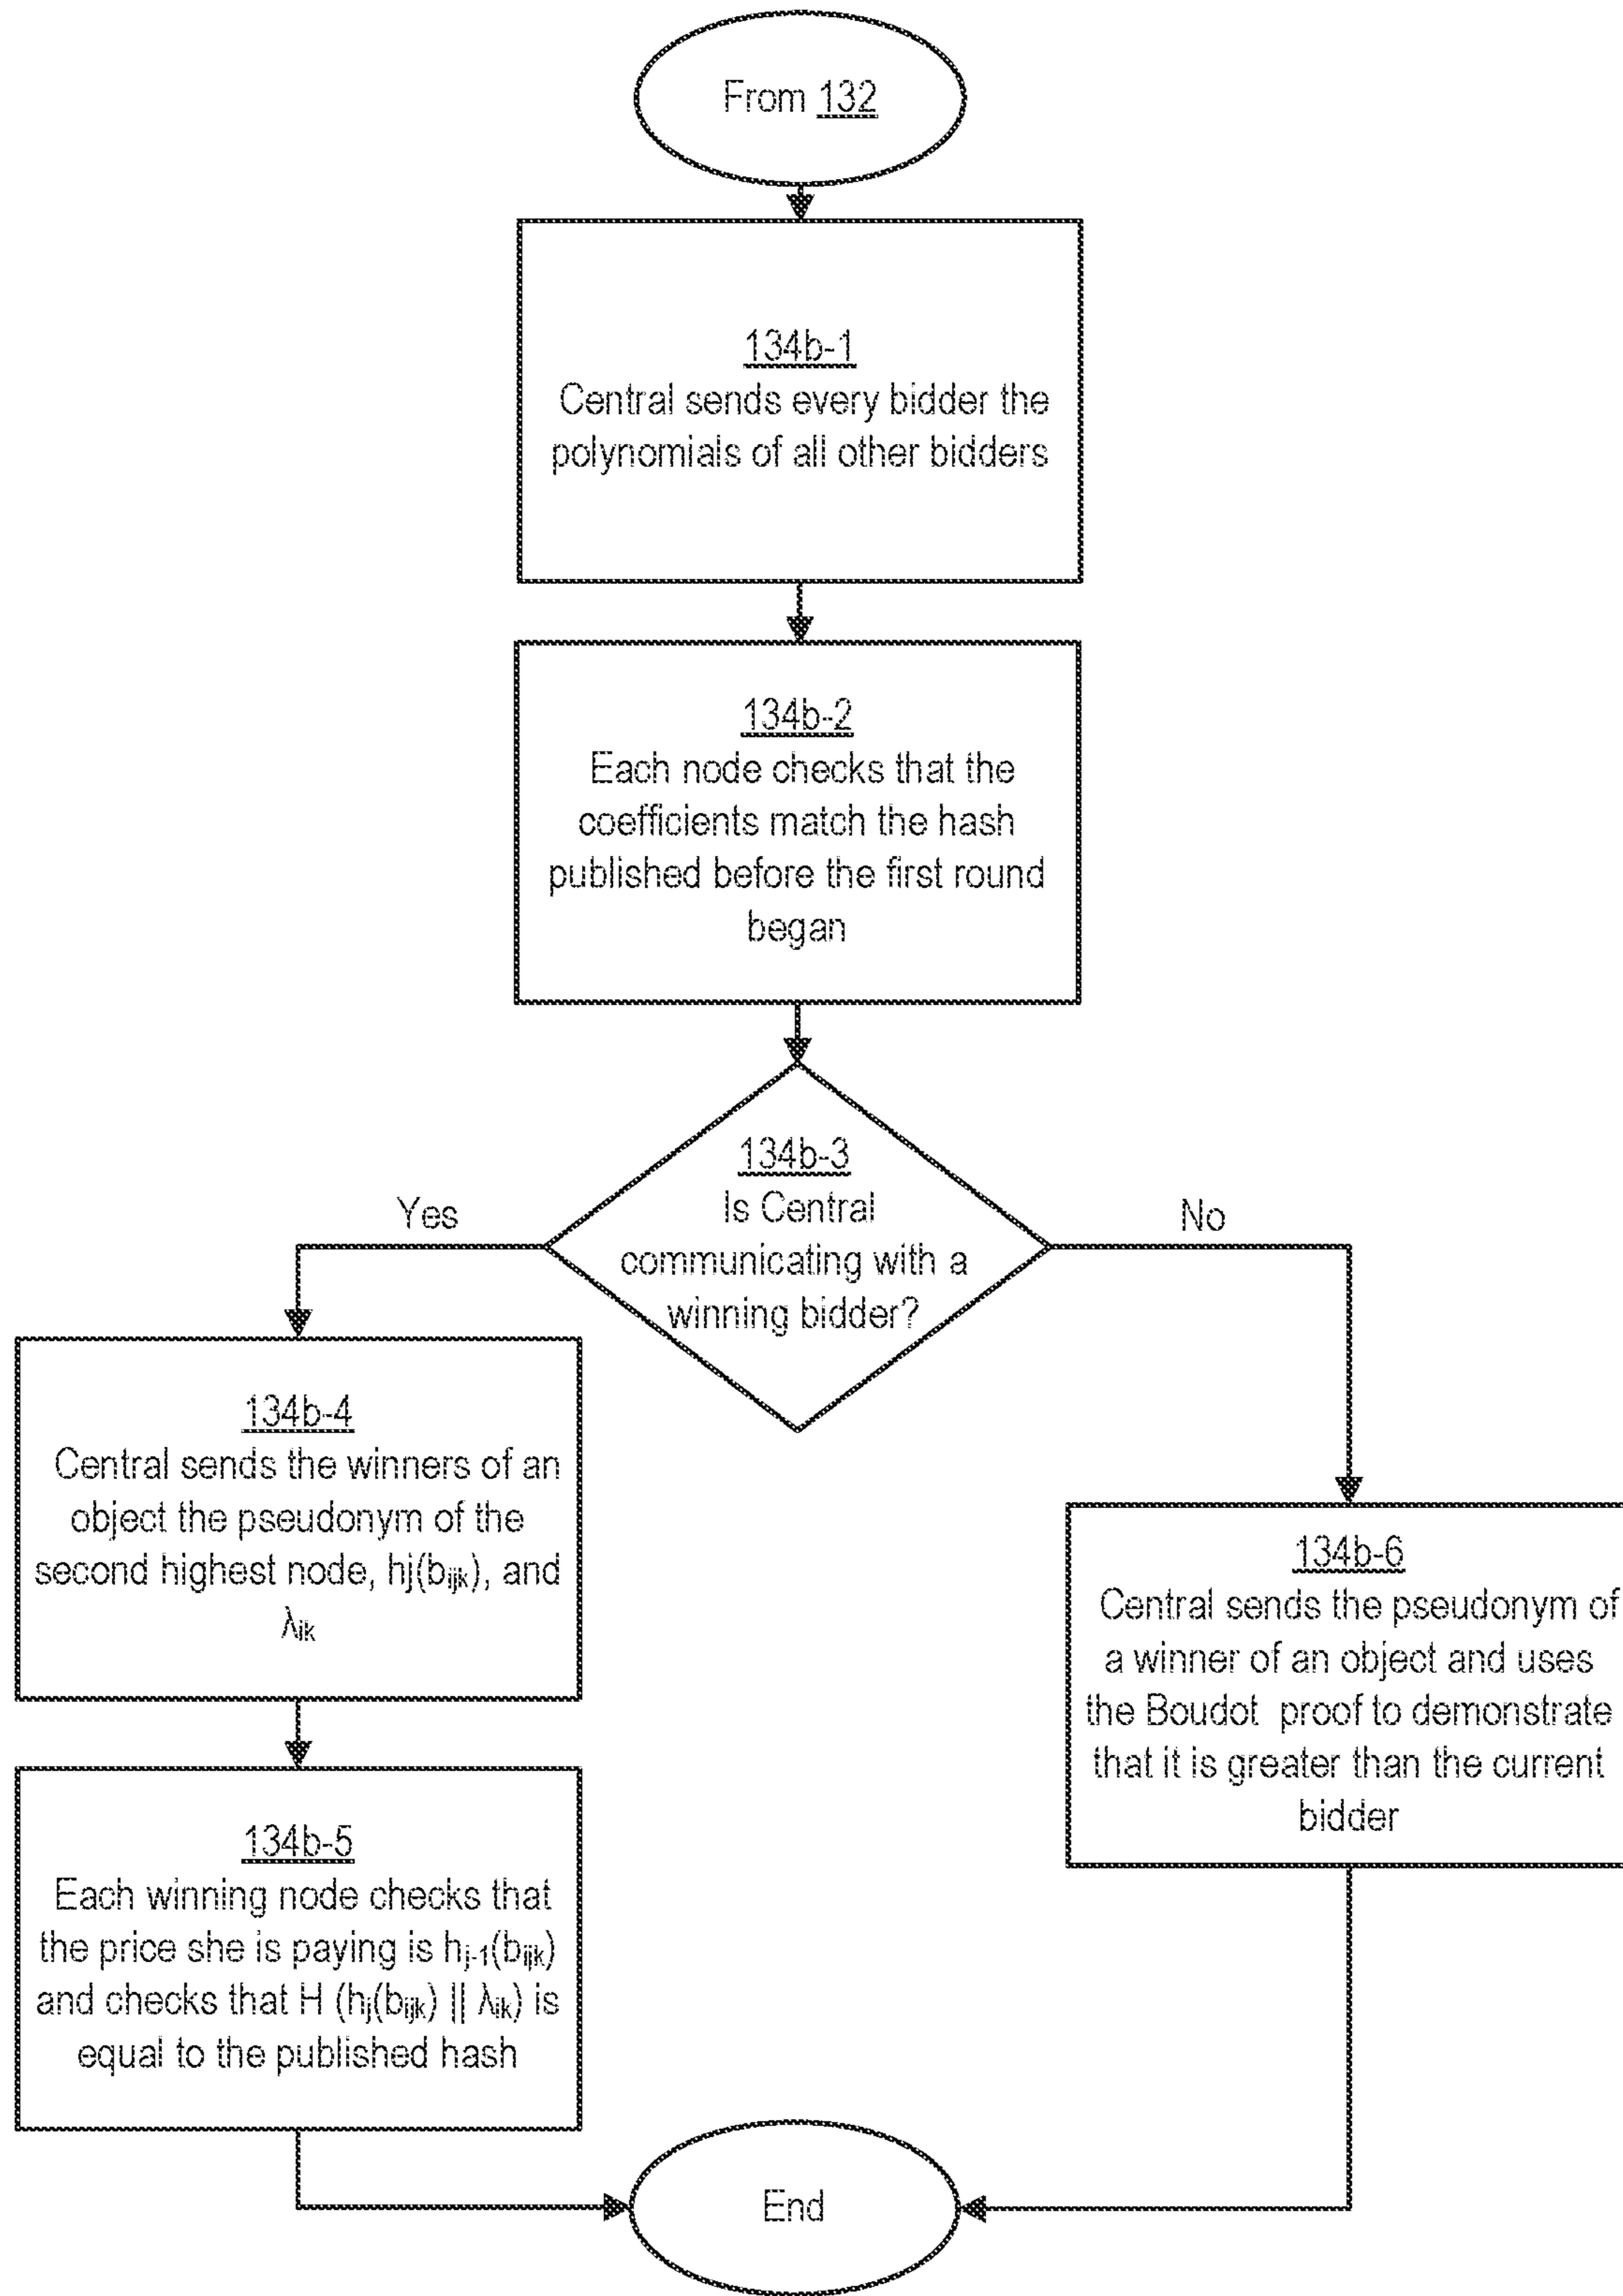 From 132
134b-1
Central sends every bidder the
polynomials of all other bidders
134b-2
Each node checks that the
coefficients match the hash
published before the first round
began
134b-3
Is Central
communicating with a
winning bidder?
Yes
No
134b-4
Central sends the winners of an
object the pseudonym of the
second highest node, hj(bᵢⱼₖ), and
λᵢₖ
134b-5
Each winning node checks that
the price she is paying is hⱼ₋₁(bᵢⱼₖ)
and checks that H (hⱼ(bᵢⱼₖ) || λᵢₖ) is
equal to the published hash
134b-6
Central sends the pseudonym of
a winner of an object and uses
the Boudot proof to demonstrate
that it is greater than the current
bidder
End